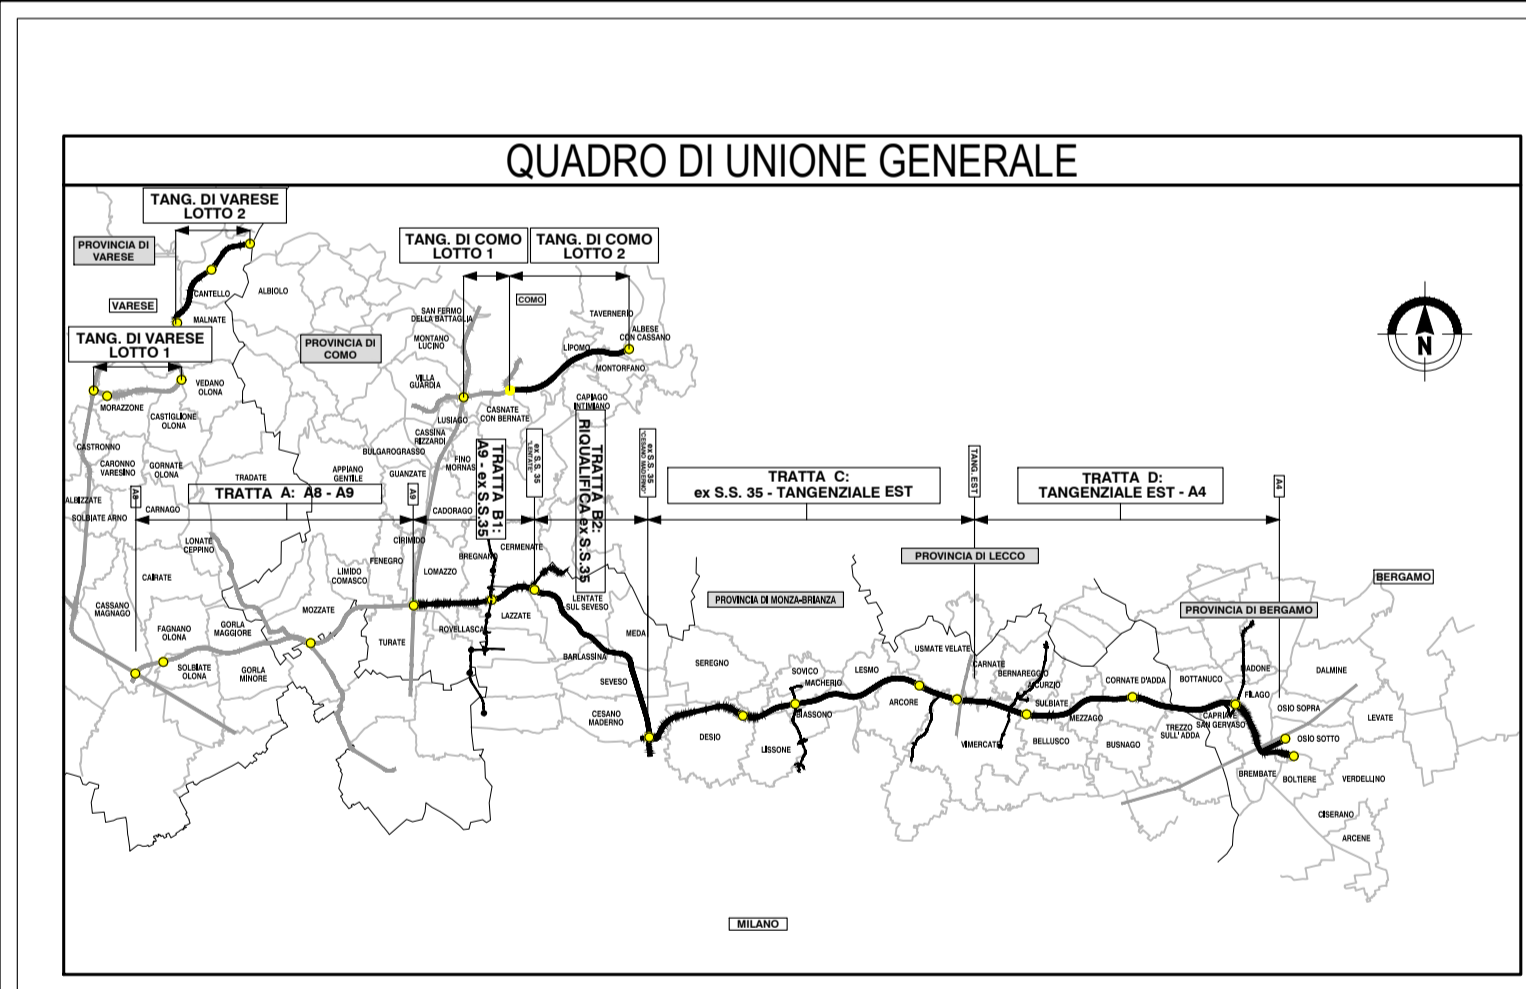 QUADRO DI UNIONE GENERALE
TANG. DI VARESE
LOTTO 2
PROVINCIA DI
VARESE
TANG. DI COMO
LOTTO 1
TANG. DI COMO
LOTTO 2
CANTELLO
ALBIOLO
VARESE
MALNATE
COMO
SAN FERMO
DELLA BATTAGLIA
TAVERNERIO
ALBESE
CON CASSANO
TANG. DI VARESE
LOTTO 1
PROVINCIA DI
COMO
MONTANO
LUCINO
LIPOMO
MONTORFANO
N
VEDANO
OLONA
VILLA
GUARDIA
MORAZZONE
CASTIGLIONE
OLONA
CAPIAGO
INTIMIANO
CASNATE
CON BERNATE
LUSIAGO
CASSINA
RIZZARDI
CASTRONNO
BULGAROGRASSO
CARONNO
VARESINO
GORNATE
OLONA
TRADATE
APPIANO
GENTILE
GUANZATE
FINO
MORNAS
TRATTA B1:
A9 - ex S.S.35
ex S.S. 35
"LENTATE"
TRATTA B2:
RIQUALIFICA ex S.S.35
ex S.S. 35
"CESANO MADERNO"
TRATTA C:
ex S.S. 35 - TANGENZIALE EST
TANG. EST
TRATTA D:
TANGENZIALE EST - A4
A4
ALBIZZATE
A8
TRATTA A: A8 - A9
A9
SOLBIATE ARNO
CARNAGO
CADORAGO
LONATE
CEPPINO
CIRIMIDO
CERMENATE
BREGNANO
FENEGRO
LOMAZZO
LIMIDO
COMASCO
CAIRATE
PROVINCIA DI LECCO
BERGAMO
CASSANO
MAGNAGO
MOZZATE
LENTATE
SUL SEVESO
PROVINCIA DI MONZA-BRIANZA
PROVINCIA DI BERGAMO
LAZZATE
FAGNANO
OLONA
GORLA
MAGGIORE
TURATE
ROVELLASCA
MEDA
SOLBIATE
OLONA
GORLA
MINORE
BARLASSINA
SEREGNO
USMATE VELATE
SEVESO
SOVICO
MACHERIO
LESMO
CARNATE
BERNAREGGIO
CORNATE D'ADDA
BOTTANUCO
MADONE
DALMINE
CESANO
MADERNO
BIASSONO
ARCORE
SULBIATE
MEZZAGO
FILAGO
OSIO SOPRA
LEVATE
DESIO
LISSONE
VIMERCATE
BELLUSCO
BUSNAGO
TREZZO
SULL'ADDA
SAN GERVASO
OSIO SOTTO
BREMBATE
BOLTIERE
VERDELLINO
CISERANO
ARCENE
MILANO